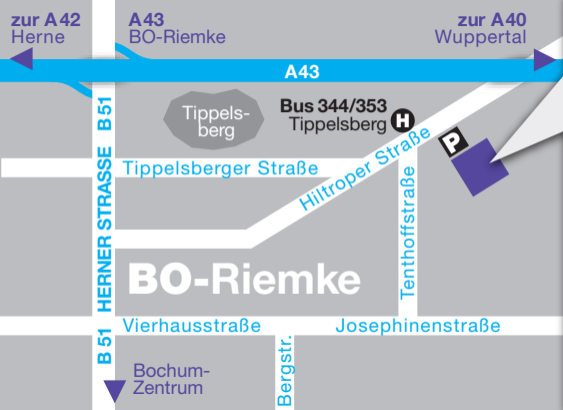 zur A42
Herne
A43
BO-Riemke
zur A40
Wuppertal
A43
B 51
Tippels-
berg
Bus 344/353
Tippelsberg
H
P
Tippelsberger Straße
Hiltroper Straße
HERNER STRASSE
Tenthoffstraße
BO-Riemke
Vierhausstraße
Josephinenstraße
B 51
Bergstr.
Bochum-
Zentrum